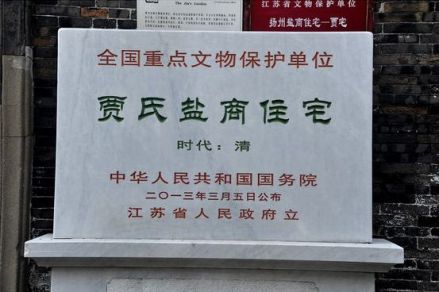 The Jia's Garden
江苏省文物保护单位
扬州盐商住宅—贾宅
全国重点文物保护单位
贾氏盐商住宅
时代：清
中华人民共和国国务院
二〇一三年三月五日公布
江苏省人民政府立